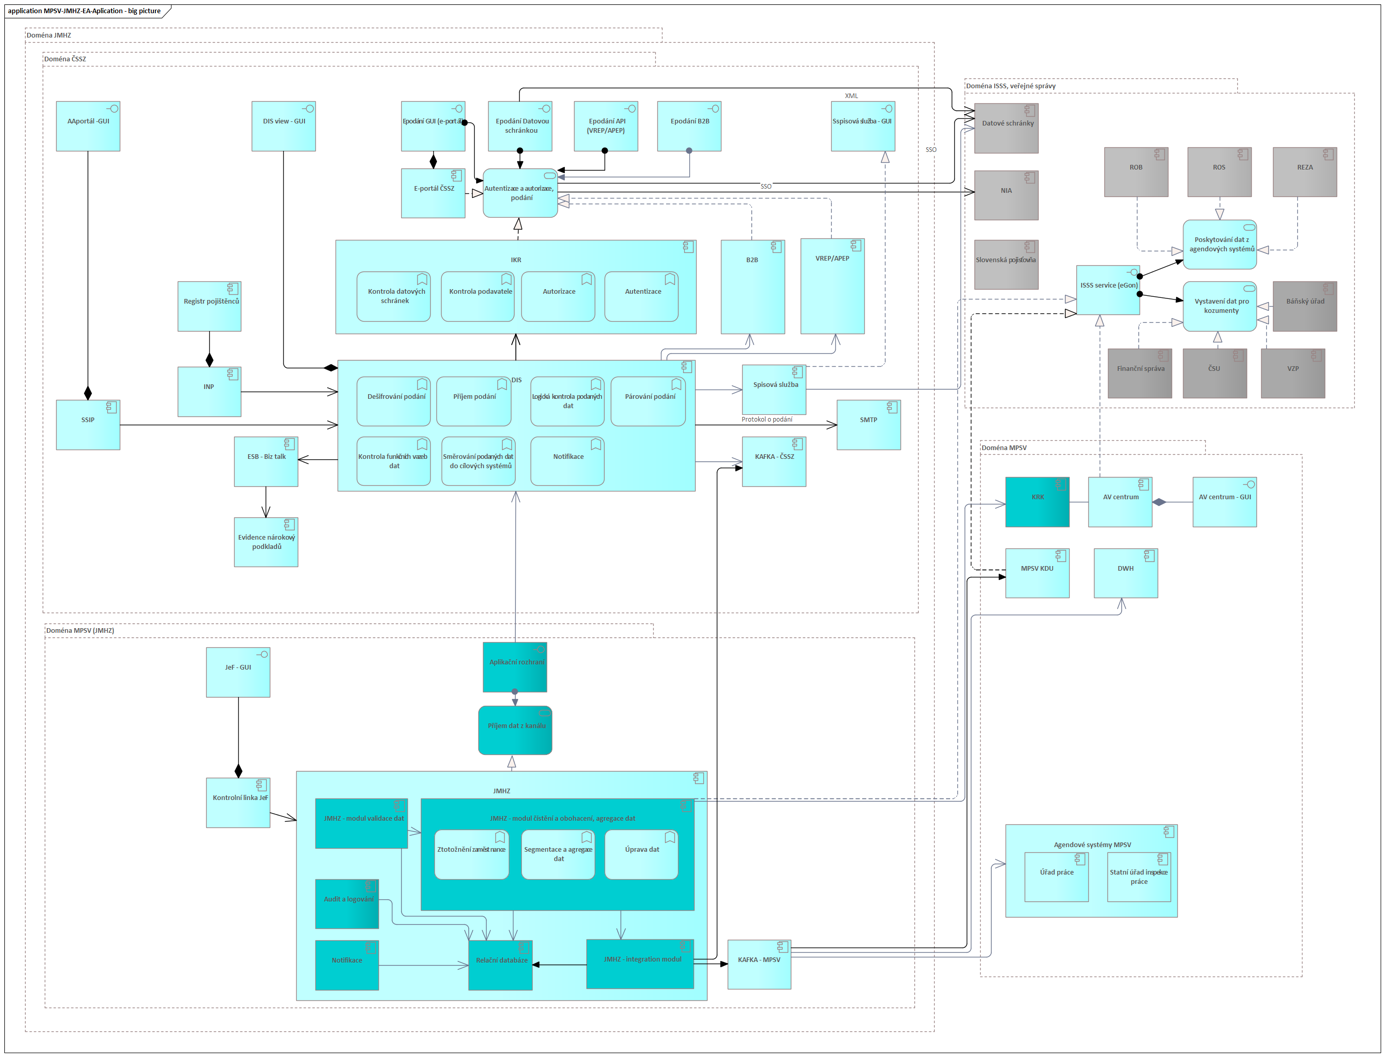 application MPSV-JMHZ-EA-Aplication - big picture
Doména JMHZ
Doména ČSSZ
AAportál -GUI
DIS view - GUI
Epodání GUI (e-portál)
Epodání Datovou
schránkou
Epodání API
(VREP/APEP)
Epodání B2B
XML
Sspisová služba - GUI
SSO
E-portál ČSSZ
Autentizace a autorizace,
podání
SSO
IKR
Kontrola datových
schránek
Kontrola podavatele
Autorizace
Autentizace
B2B
VREP/APEP
Registr pojištěnců
INP
SSIP
DIS
Dešifrování podání
Příjem podání
Logická kontrola podaných
dat
Párování podání
Kontrola funkčních vazeb
dat
Směrování podaných dat
do cílových systémů
Notifikace
Spisová služba
Protokol o podání
SMTP
KAFKA - ČSSZ
ESB - Biz talk
Evidence nárokový
podkladů
Doména ISSS, veřejné správy
Datové schránky
NIA
Slovenská pojišťovňa
ROB
ROS
REZA
Poskytování dat z
agendových systémů
ISSS service (eGon)
Vystavení dat pro
kozumenty
Báňský úřad
Finanční správa
ČSU
VZP
Doména MPSV
KRK
AV centrum
AV centrum - GUI
MPSV KDU
DWH
Agendové systémy MPSV
Úřad práce
Statní úřad inspekce
práce
Doména MPSV (JMHZ)
JeF - GUI
Kontrolní linka JeF
Aplikační rozhraní
Příjem dat z kanálu
JMHZ
JMHZ - modul validace dat
JMHZ - modul čístění a obohacení, agregace dat
Ztotožnění zaměstnance
Segmentace a agregace
dat
Úprava dat
Audit a logování
Notifikace
Relační databáze
JMHZ - integration modul
KAFKA - MPSV